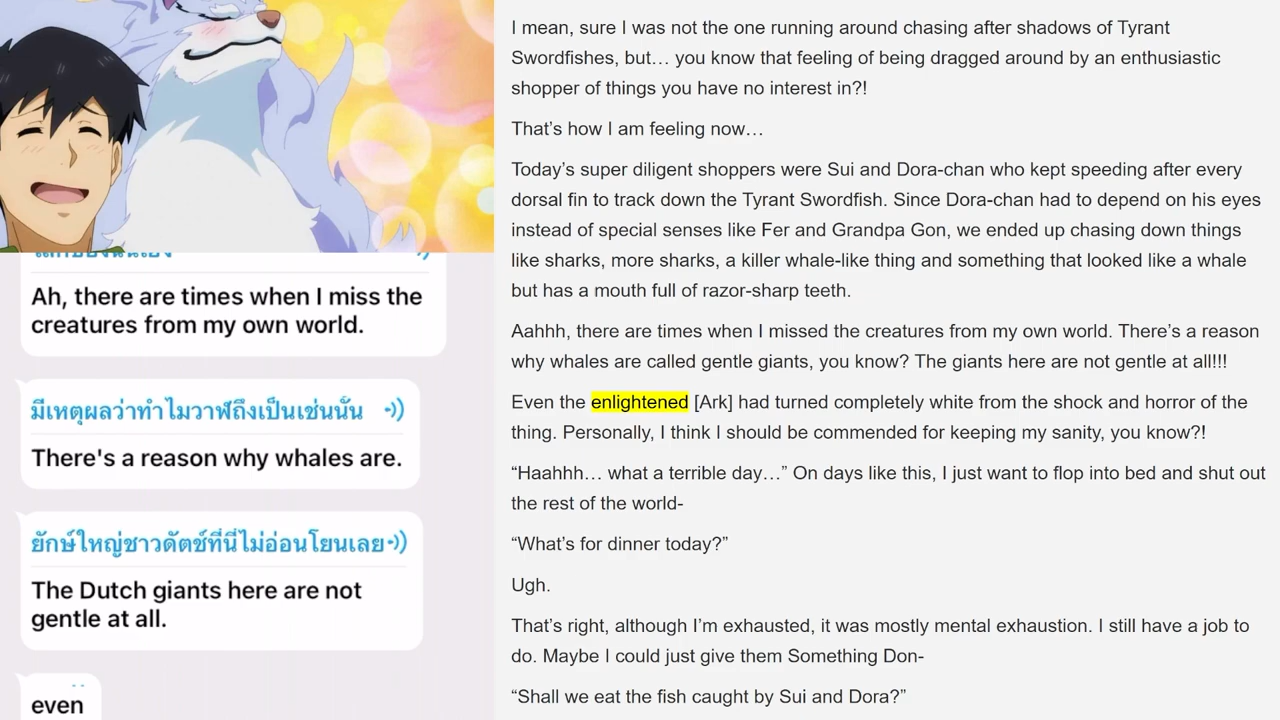 Ah, there are times when I miss the
creatures from my own world.
มีเหตุผลว่าทำไมวาฬถึงเป็นเช่นนั้น
There's a reason why whales are.
ยักษ์ใหญ่ชาวดัตช์ที่นี่ไม่อ่อนโยนเลย
The Dutch giants here are not
gentle at all.
even
I mean, sure I was not the one running around chasing after shadows of Tyrant
Swordfishes, but… you know that feeling of being dragged around by an enthusiastic
shopper of things you have no interest in?!
That’s how I am feeling now…
Today’s super diligent shoppers were Sui and Dora-chan who kept speeding after every
dorsal fin to track down the Tyrant Swordfish. Since Dora-chan had to depend on his eyes
instead of special senses like Fer and Grandpa Gon, we ended up chasing down things
like sharks, more sharks, a killer whale-like thing and something that looked like a whale
but has a mouth full of razor-sharp teeth.
Aahhh, there are times when I missed the creatures from my own world. There’s a reason
why whales are called gentle giants, you know? The giants here are not gentle at all!!!
Even the enlightened [Ark] had turned completely white from the shock and horror of the
thing. Personally, I think I should be commended for keeping my sanity, you know?!
“Haahhh… what a terrible day…” On days like this, I just want to flop into bed and shut out
the rest of the world-
“What’s for dinner today?”
Ugh.
That’s right, although I’m exhausted, it was mostly mental exhaustion. I still have a job to
do. Maybe I could just give them Something Don-
“Shall we eat the fish caught by Sui and Dora?”